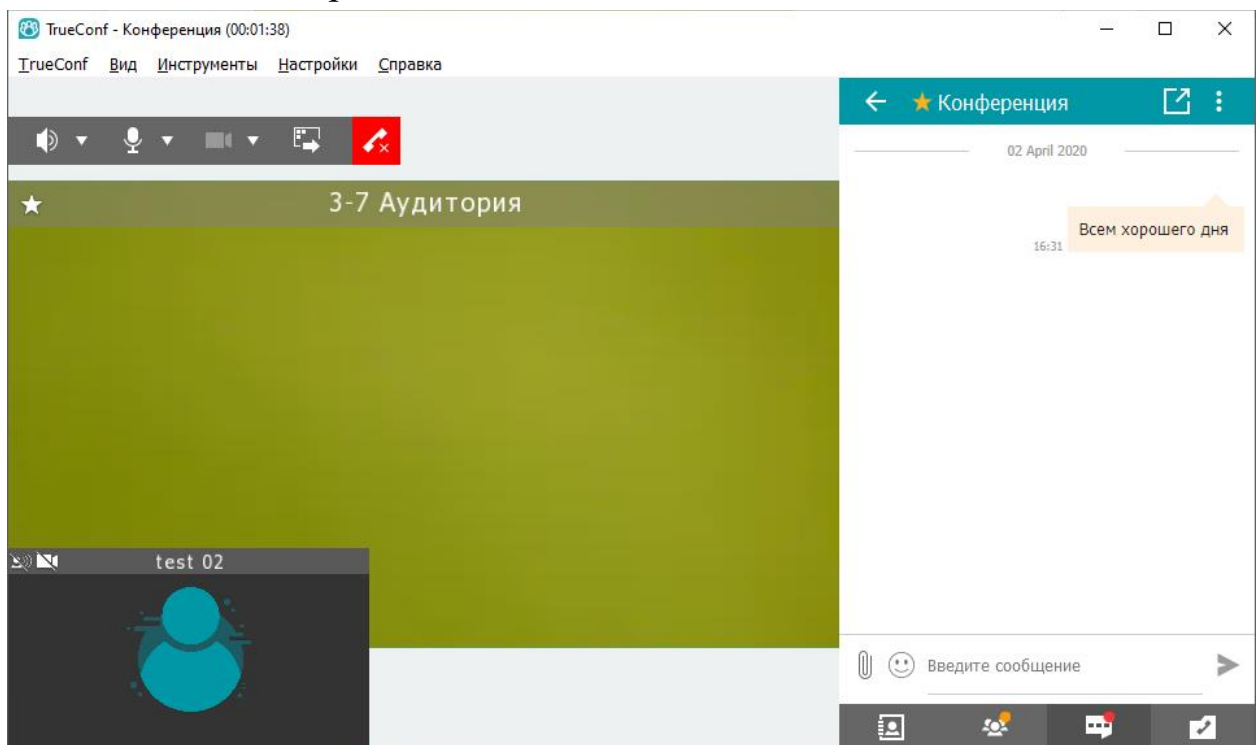 TrueConf - Конференция (00:01:38)
TrueConf Вид Инструменты Настройки Справка
Конференция
02 April 2020
3-7 Аудитория
Всем хорошего дня
16:31
test 02
Введите сообщение